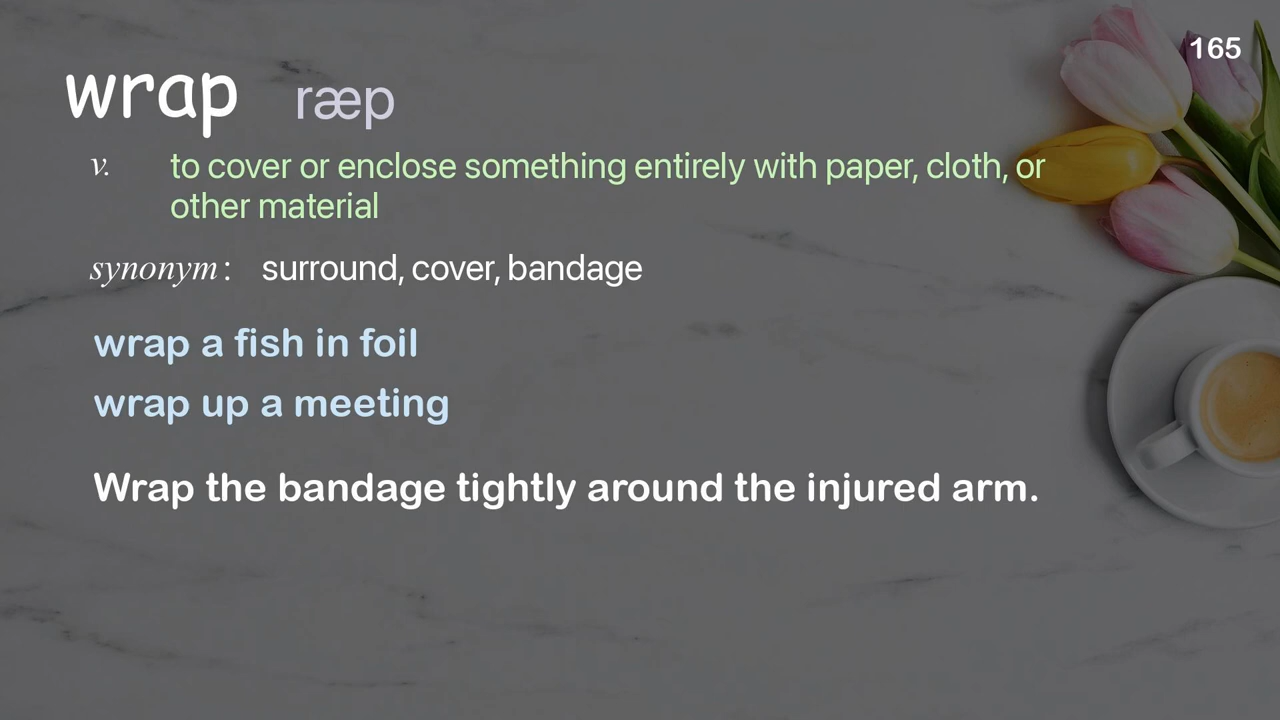 165
wrap ræp
v. to cover or enclose something entirely with paper, cloth, or
other material
synonym: surround, cover, bandage
wrap a fish in foil
wrap up a meeting
Wrap the bandage tightly around the injured arm.